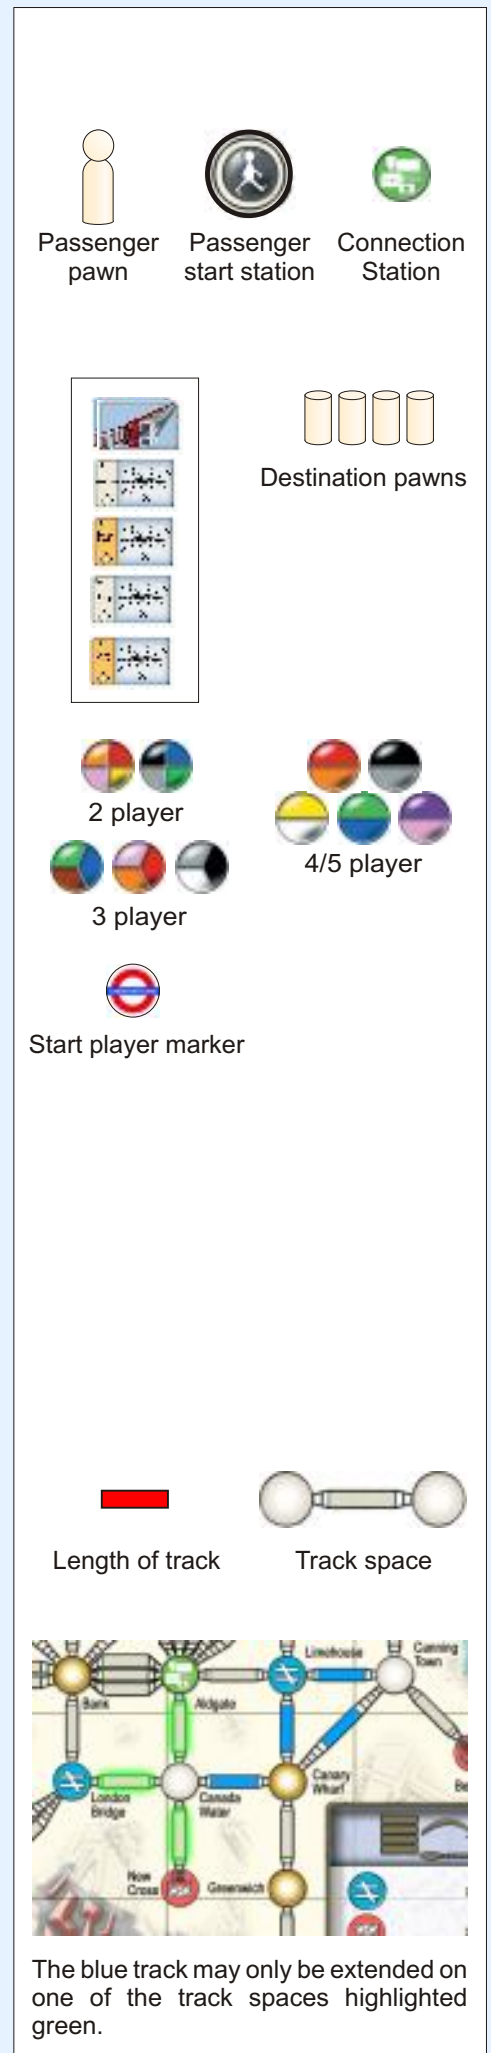 Passenger
pawn
Passenger
start station
Connection
Station
Destination pawns
2 player
4/5 player
3 player
Start player marker
Length of track
Track space
Limehouse
Canning
Town
Bank
Aldgate
London
Bridge
Canada
Water
Canary
Wharf
Be
New
Cross
Greenwich
The blue track may only be extended on
one of the track spaces highlighted
green.